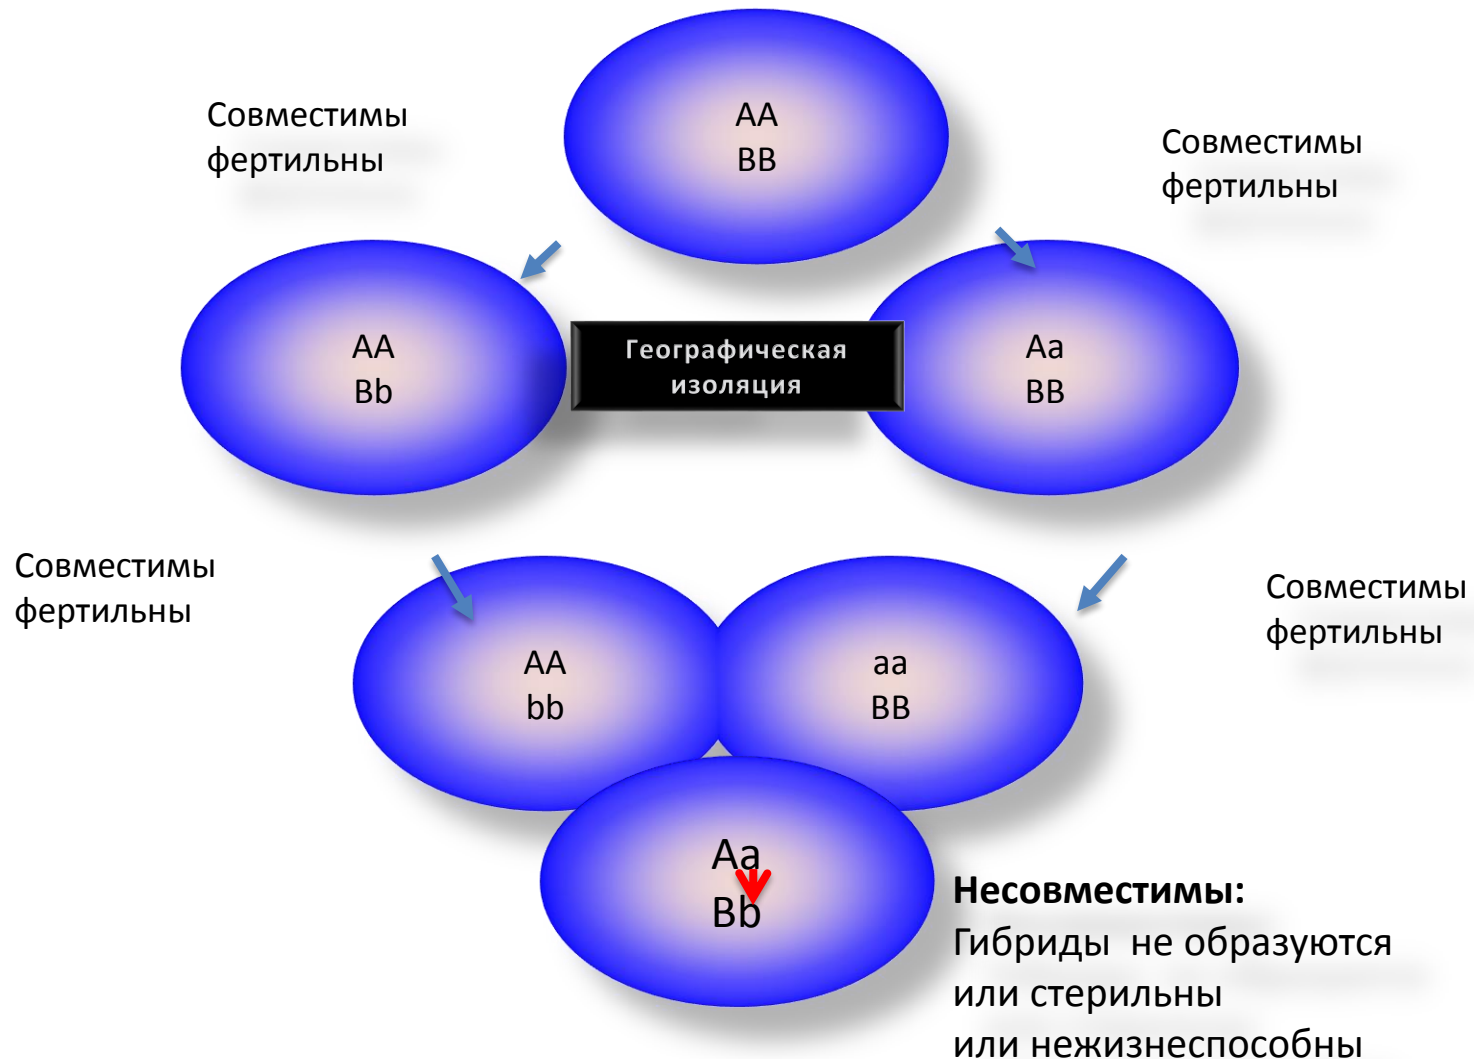 Совместимы
фертильны
AA
BB
Совместимы
фертильны
AA
Bb
Географическая
изоляция
Aa
BB
Совместимы
фертильны
AA
bb
aa
BB
Совместимы
фертильны
Aa
Bb
Несовместимы:
Гибриды не образуются
или стерильны
или нежизнеспособны